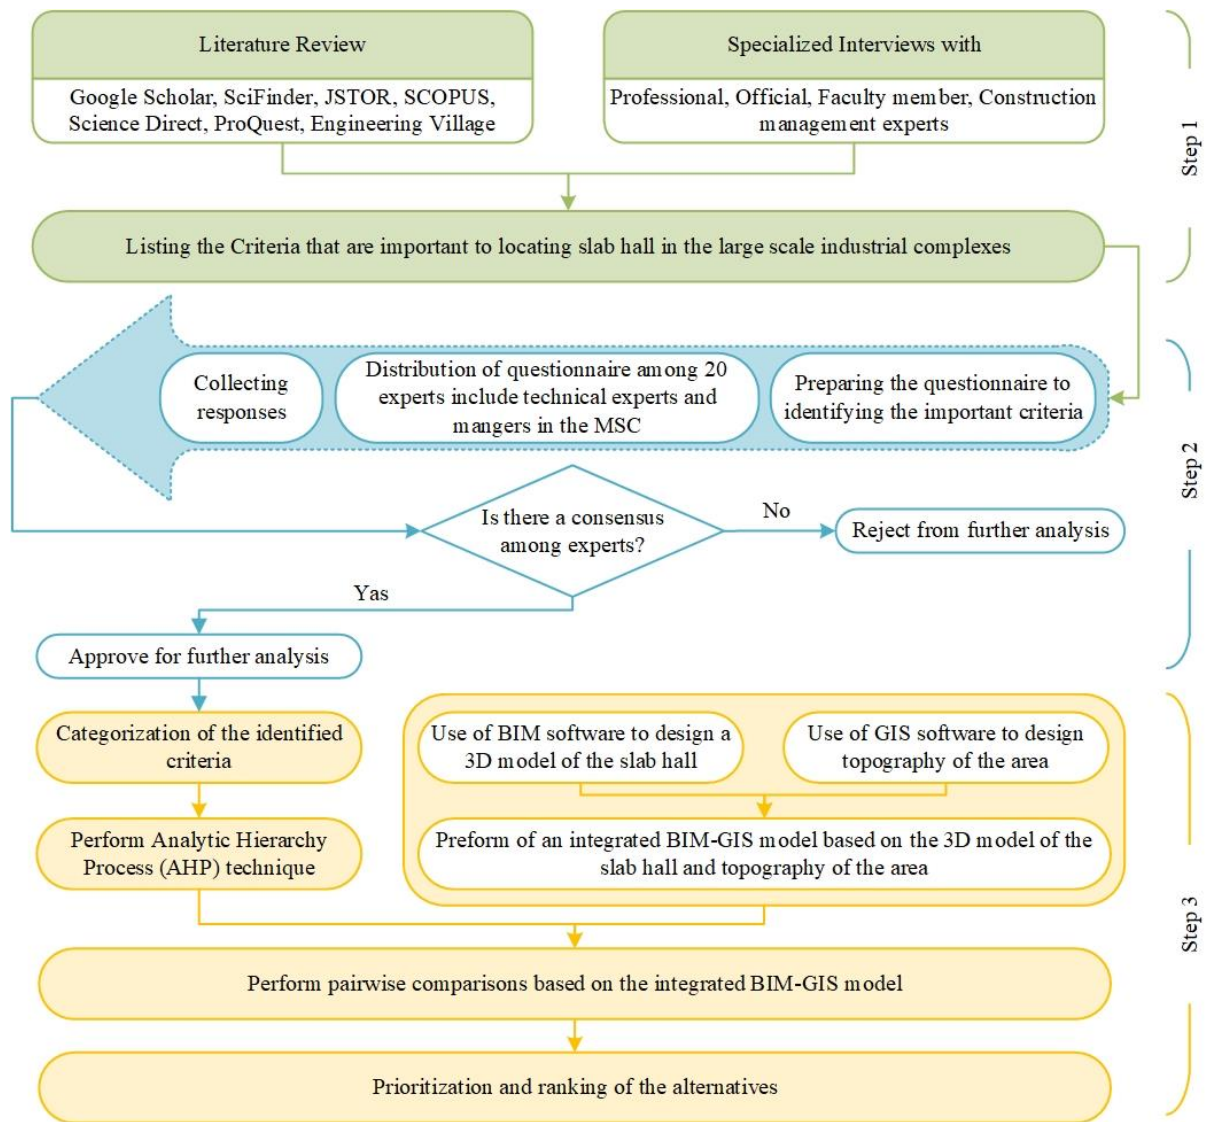 Literature Review
Google Scholar, SciFinder, JSTOR, SCOPUS,
Science Direct, ProQuest, Engineering Village
Specialized Interviews with
Professional, Official, Faculty member, Construction
management experts
Step 1
Listing the Criteria that are important to locating slab hall in the large scale industrial complexes
Collecting
responses
Distribution of questionnaire among 20
experts include technical experts and
mangers in the MSC
Preparing the questionnaire to
identifying the important criteria
Step 2
Is there a consensus
among experts?
No
Reject from further analysis
Yas
Approve for further analysis
Categorization of the identified
criteria
Use of BIM software to design a
3D model of the slab hall
Use of GIS software to design
topography of the area
Perform Analytic Hierarchy
Process (AHP) technique
Preform of an integrated BIM-GIS model based on the 3D model of the
slab hall and topography of the area
Step 3
Perform pairwise comparisons based on the integrated BIM-GIS model
Prioritization and ranking of the alternatives